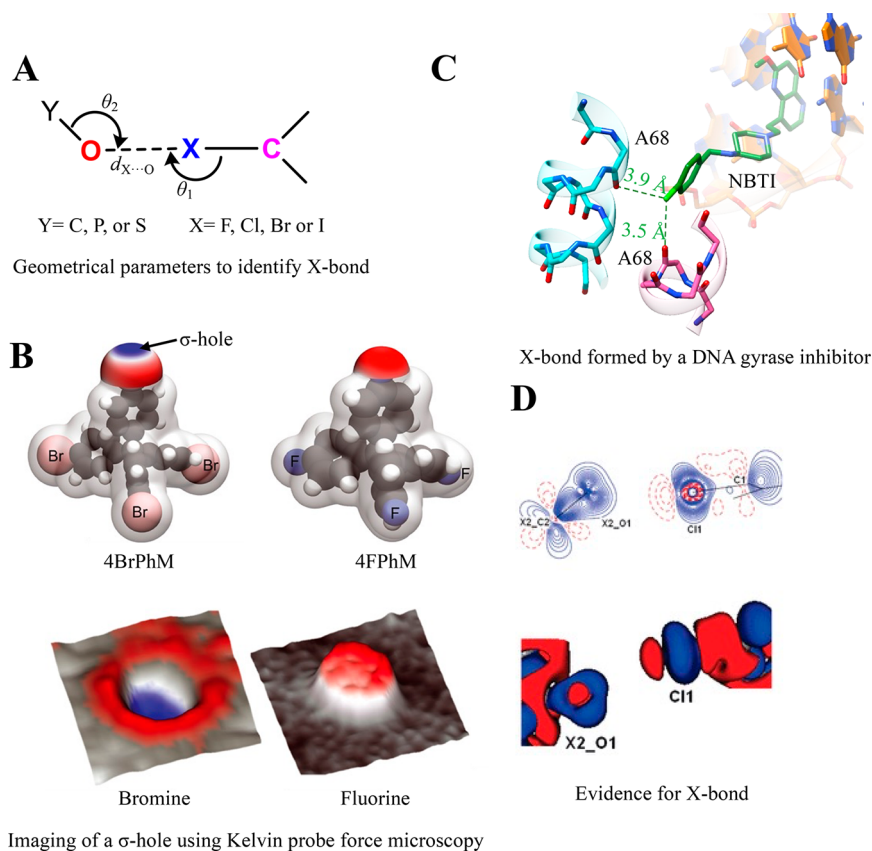 A
Y
θ2
O
dX···O
X
θ1
C
Y= C, P, or S X= F, Cl, Br or I
Geometrical parameters to identify X-bond
B
σ-hole
Br
Br
Br
4BrPhM
F
F
F
4FPhM
Bromine
Fluorine
Imaging of a σ-hole using Kelvin probe force microscopy
C
A68
3.9 Å
NBTI
3.5 Å
A68
X-bond formed by a DNA gyrase inhibitor
D
X2_C2
X2_O1
Cl1
C1
X2_O1
Cl1
Evidence for X-bond